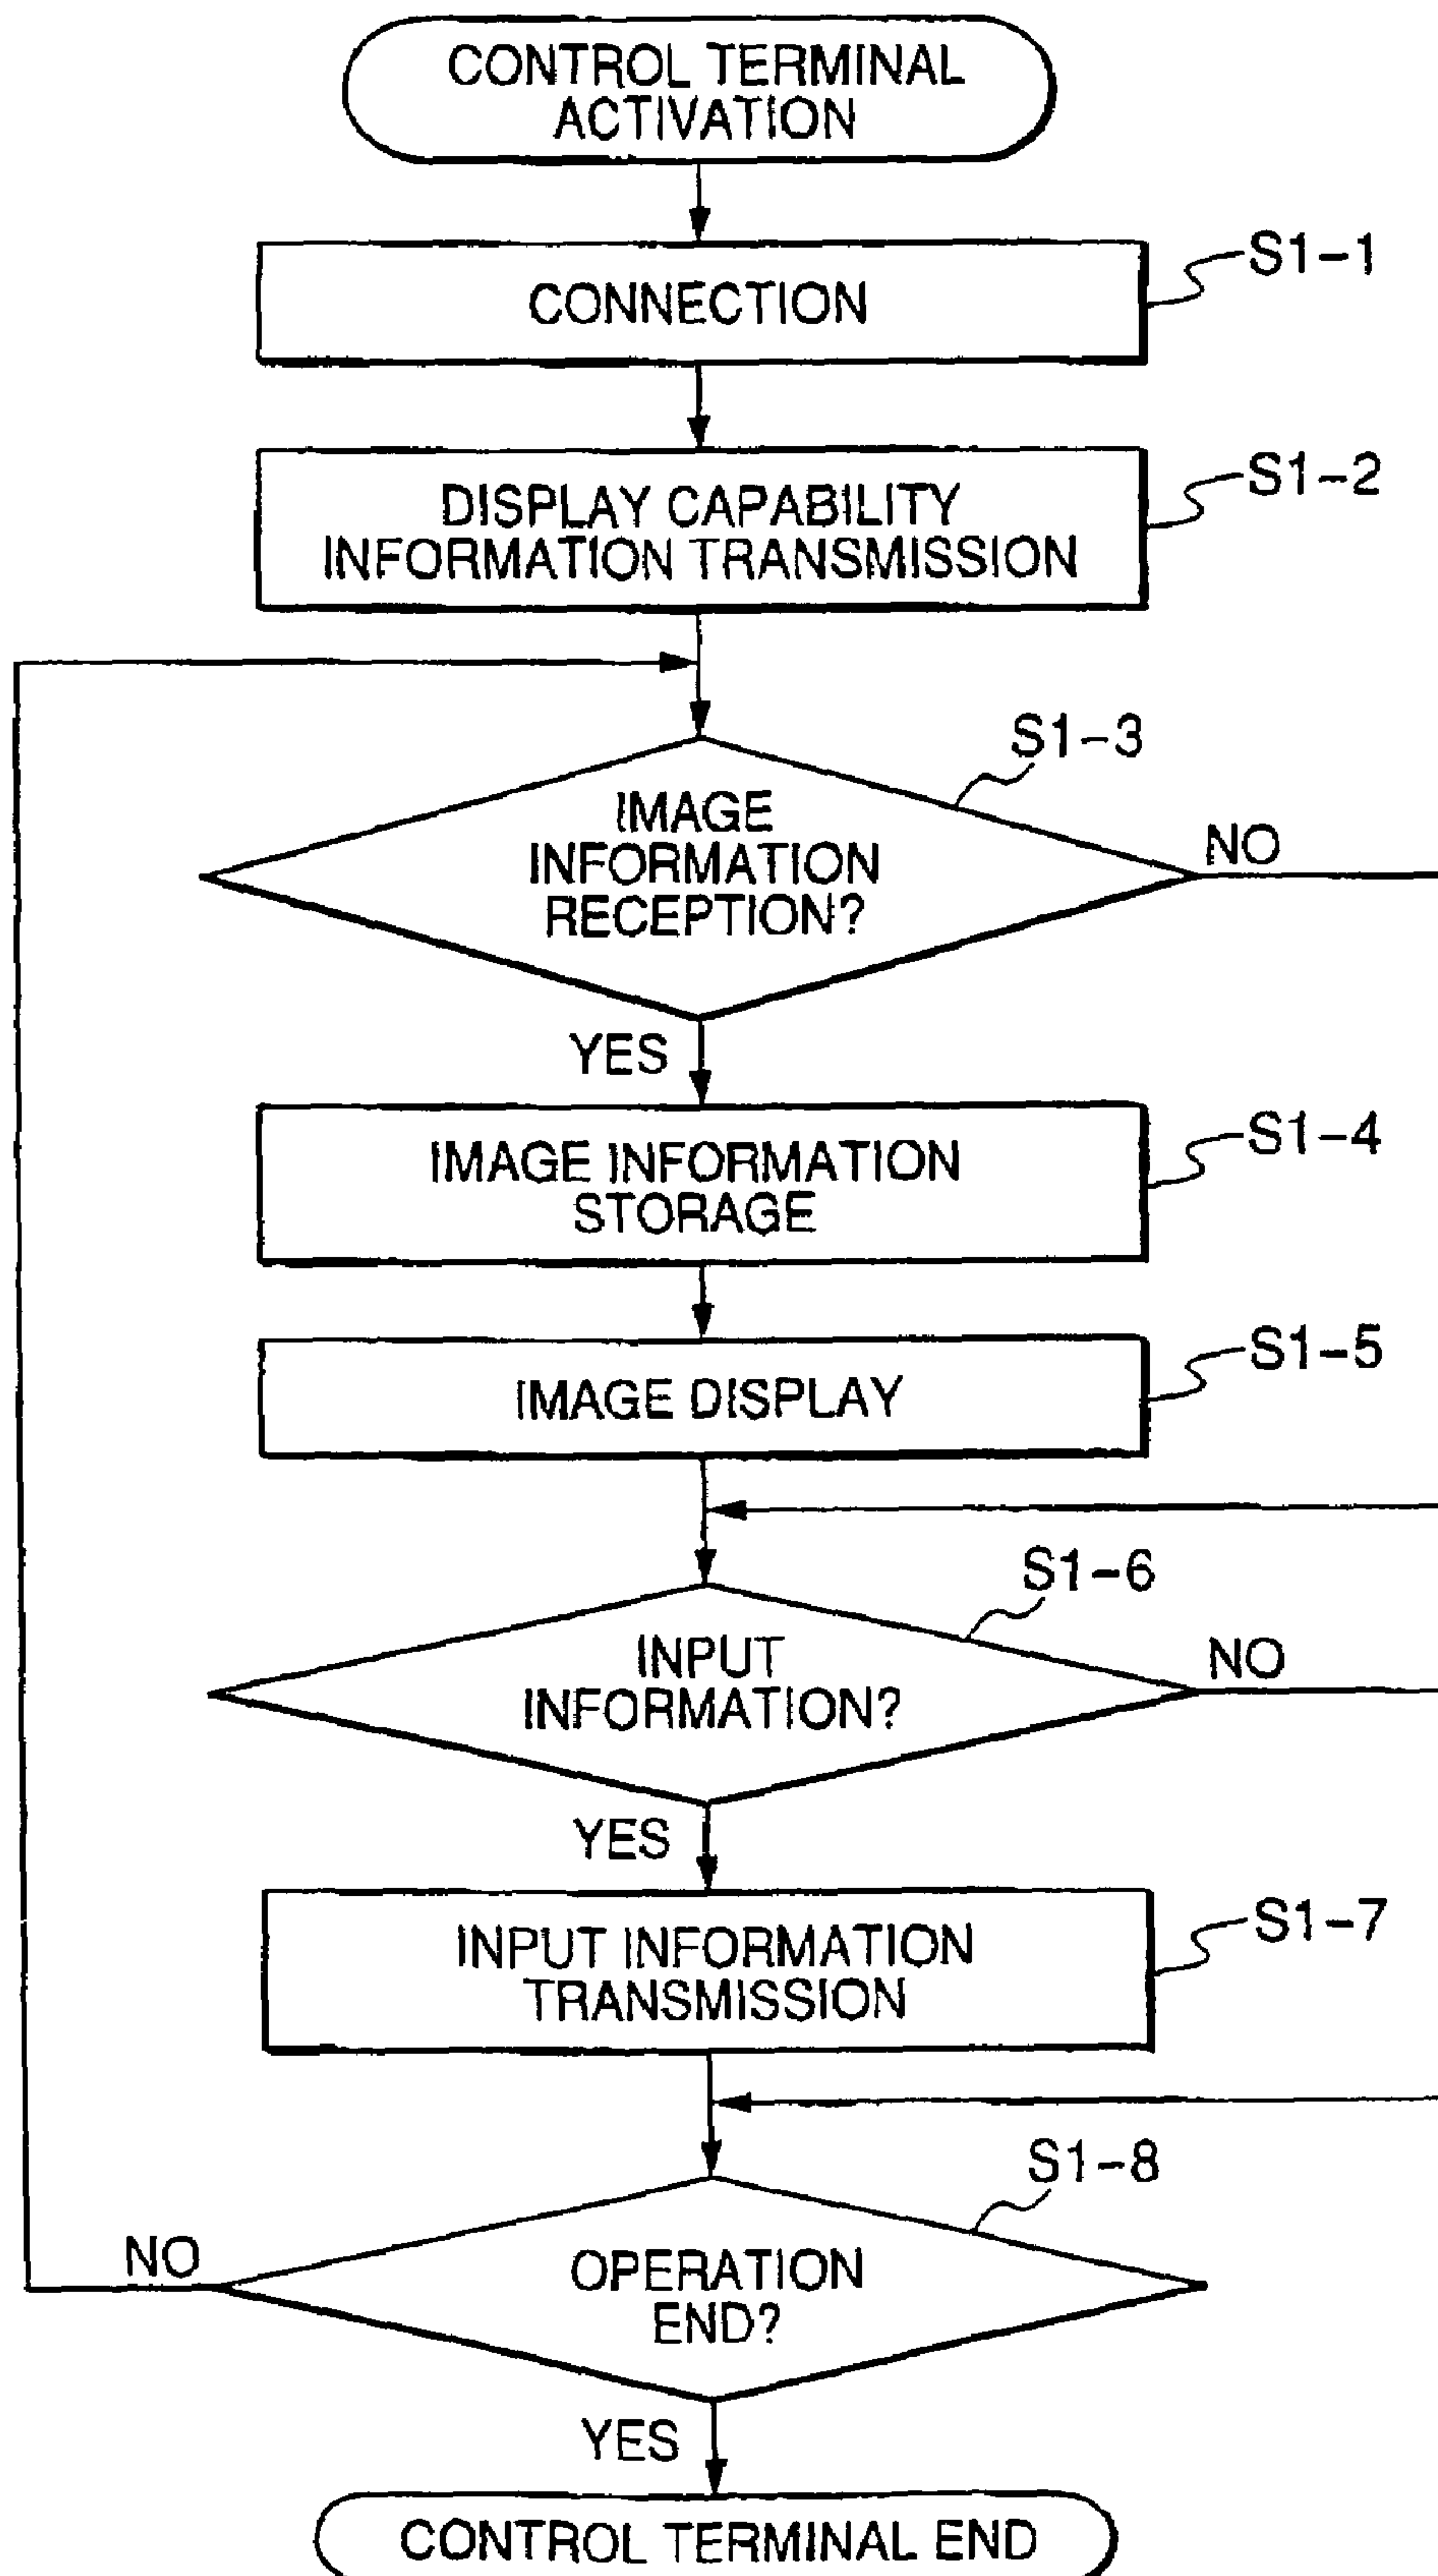 CONTROL TERMINAL
ACTIVATION
S1-1
CONNECTION
S1-2
DISPLAY CAPABILITY
INFORMATION TRANSMISSION
S1-3
IMAGE
INFORMATION
RECEPTION?
NO
YES
S1-4
IMAGE INFORMATION
STORAGE
S1-5
IMAGE DISPLAY
S1-6
INPUT
INFORMATION?
NO
YES
S1-7
INPUT INFORMATION
TRANSMISSION
S1-8
NO
OPERATION
END?
YES
CONTROL TERMINAL END